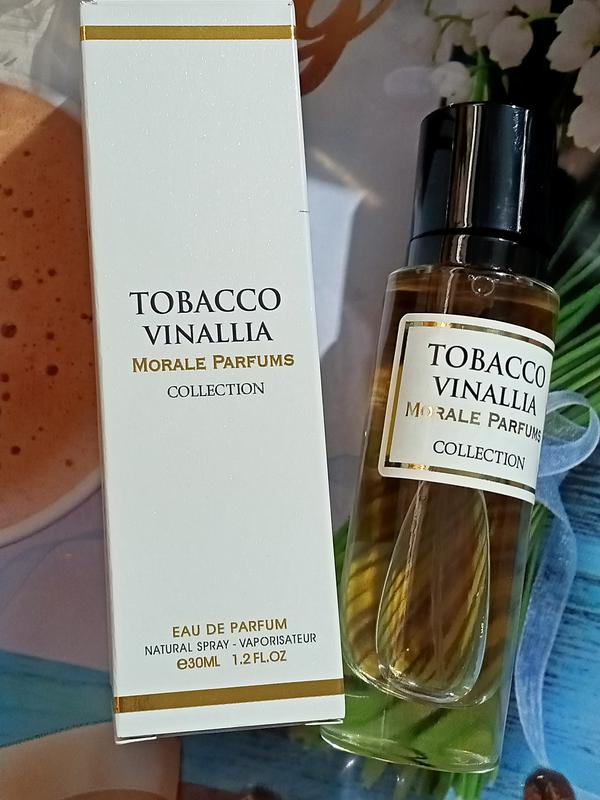 TOBACCO
VINALLIA
MORALE PARFUMS
COLLECTION
EAU DE PARFUM
NATURAL SPRAY - VAPORISATEUR
℮30ML 1.2 FL.OZ
TOBACCO
VINALLIA
MORALE PARFUMS
COLLECTION